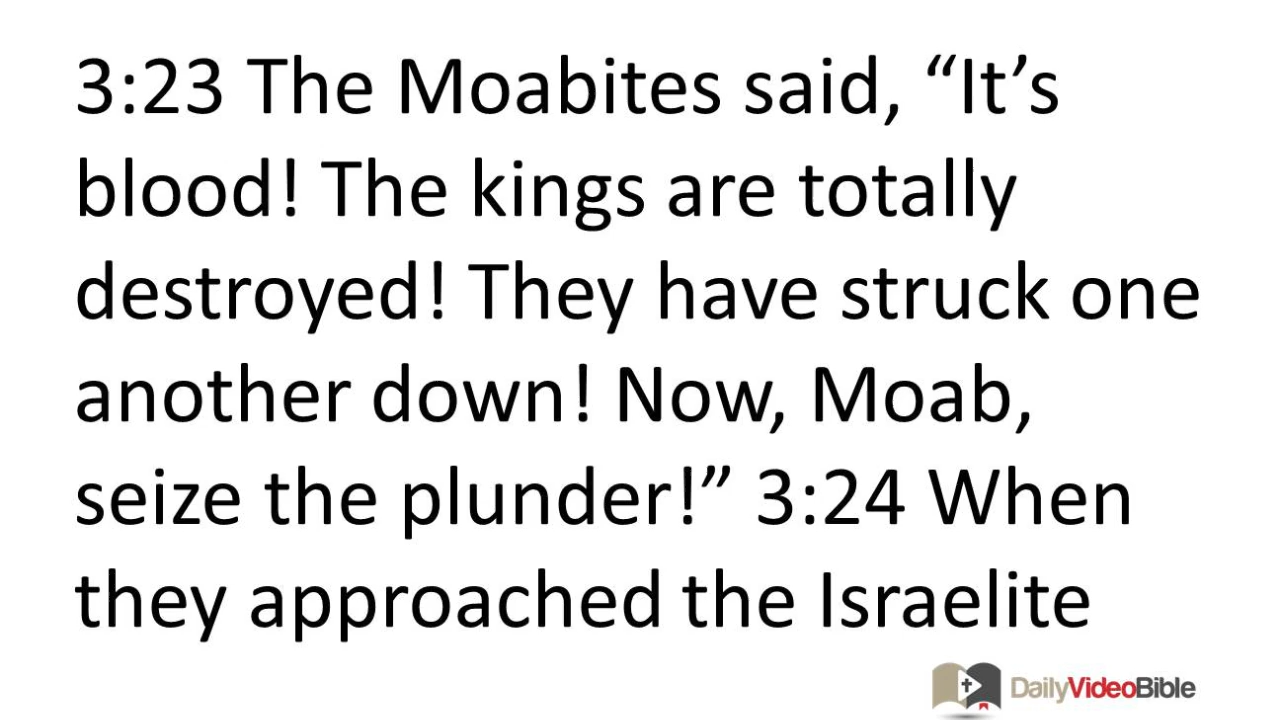 3:23 The Moabites said, “It’s
blood! The kings are totally
destroyed! They have struck one
another down! Now, Moab,
seize the plunder!” 3:24 When
they approached the Israelite
DailyVideoBible